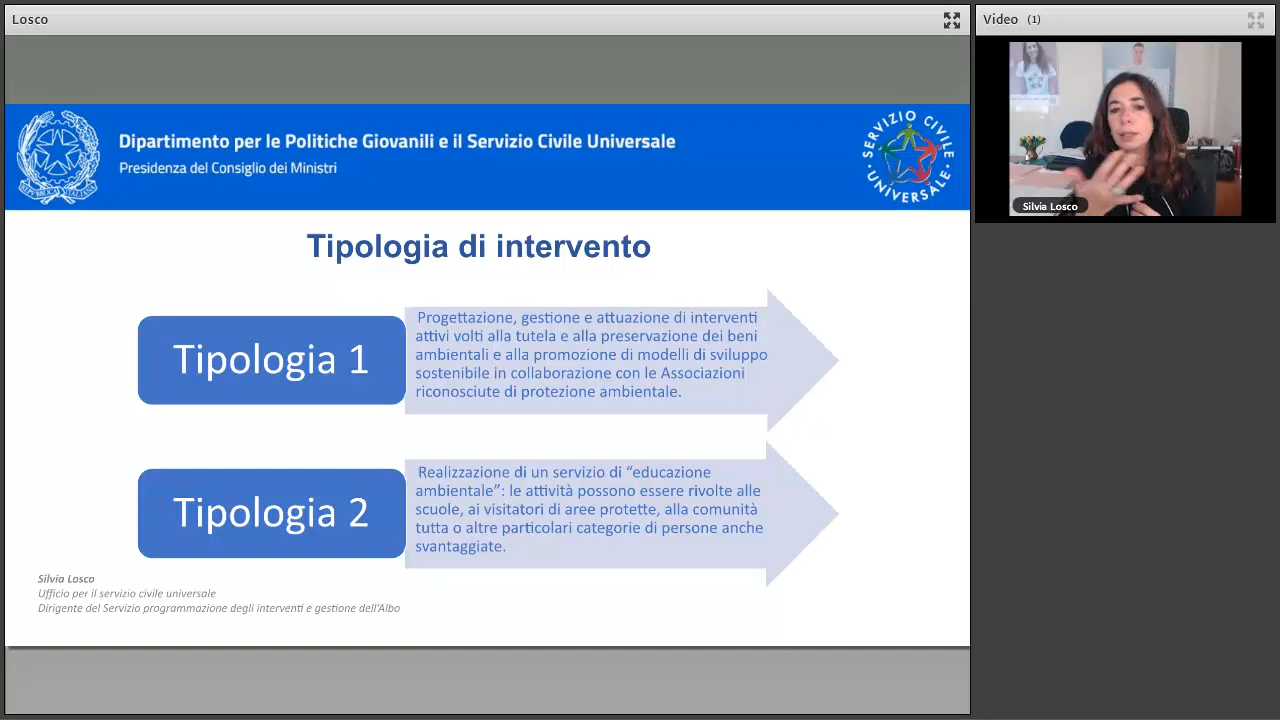 Losco
Video (1)
Dipartimento per le Politiche Giovanili e il Servizio Civile Universale
Presidenza del Consiglio dei Ministri
SERVIZIO CIVILE
UNIVERSALE
Silvia Losco
Tipologia di intervento
Tipologia 1
Progettazione, gestione e attuazione di interventi
attivi volti alla tutela e alla preservazione dei beni
ambientali e alla promozione di modelli di sviluppo
sostenibile in collaborazione con le Associazioni
riconosciute di protezione ambientale.
Tipologia 2
Realizzazione di un servizio di “educazione
ambientale”: le attività possono essere rivolte alle
scuole, ai visitatori di aree protette, alla comunità
tutta o altre particolari categorie di persone anche
svantaggiate.
Silvia Losco
Ufficio per il servizio civile universale
Dirigente del Servizio programmazione degli interventi e gestione dell'Albo